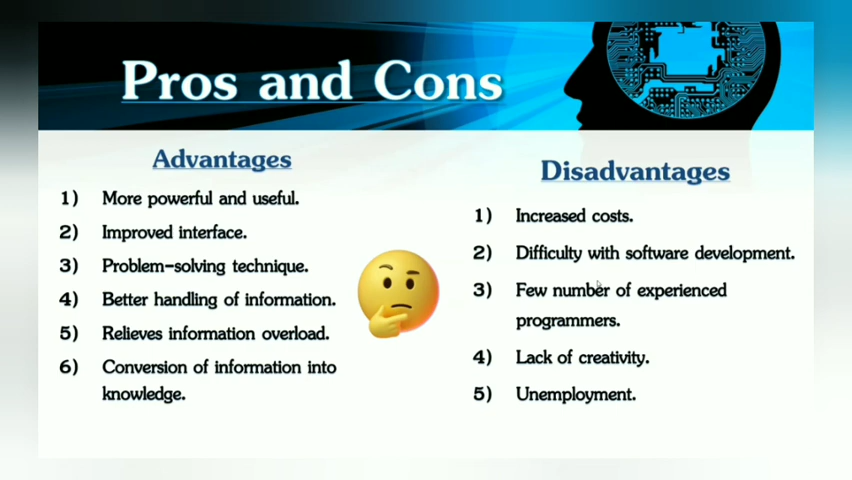 Pros and Cons
Advantages
1) More powerful and useful.
2) Improved interface.
3) Problem-solving technique.
4) Better handling of information.
5) Relieves information overload.
6) Conversion of information into
knowledge.
Disadvantages
1) Increased costs.
2) Difficulty with software development.
3) Few number of experienced
programmers.
4) Lack of creativity.
5) Unemployment.